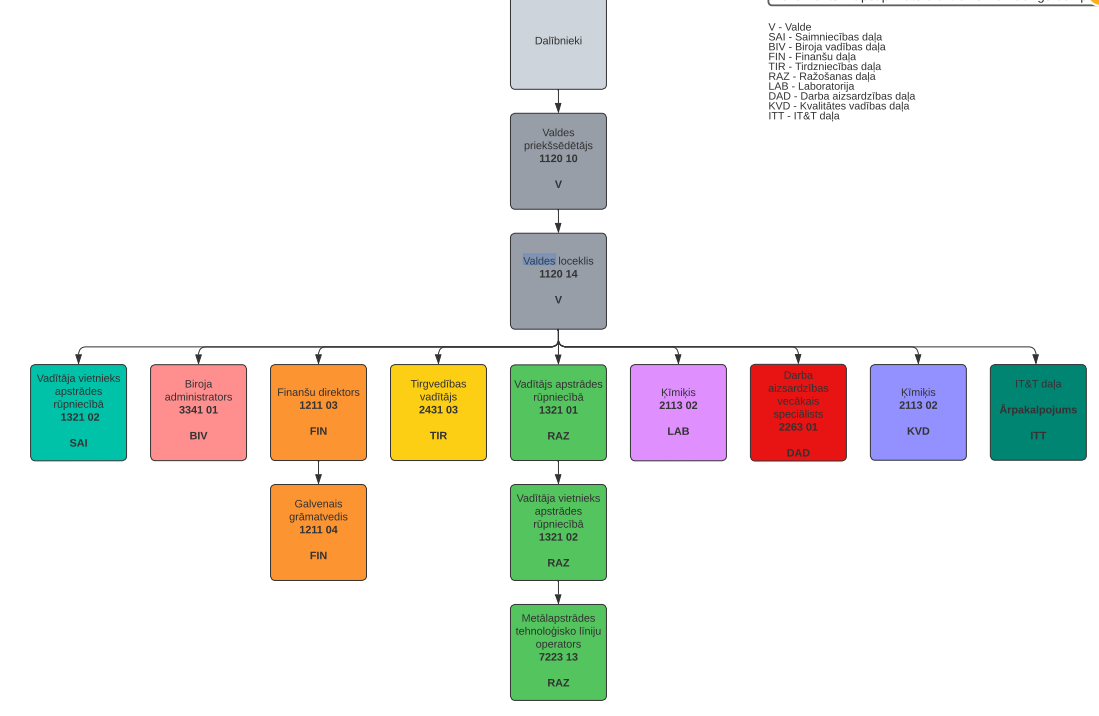 V - Valde
SAI - Saimniecības daļa
BIV - Biroja vadības daļa
FIN - Finanšu daļa
TIR - Tirdzniecības daļa
RAZ - Ražošanas daļa
LAB - Laboratorija
DAD - Darba aizsardzības daļa
KVD - Kvalitātes vadības daļa
ITT - IT&T daļa
Dalībnieki
Valdes
priekšsēdētājs
1120 10
V
Valdes loceklis
1120 14
V
Vadītāja vietnieks
apstrādes
rūpniecībā
1321 02
SAI
Biroja
administrators
3341 01
BIV
Finanšu direktors
1211 03
FIN
Tirgvedības
vadītājs
2431 03
TIR
Vadītājs apstrādes
rūpniecībā
1321 01
RAZ
Ķīmiķis
2113 02
LAB
Darba
aizsardzības
vecākais
speciālists
2263 01
DAD
Ķīmiķis
2113 02
KVD
IT&T daļa
Ārpakalpojums
ITT
Galvenais
grāmatvedis
1211 04
FIN
Vadītāja vietnieks
apstrādes
rūpniecībā
1321 02
RAZ
Metālapstrādes
tehnoloģisko līniju
operators
7223 13
RAZ